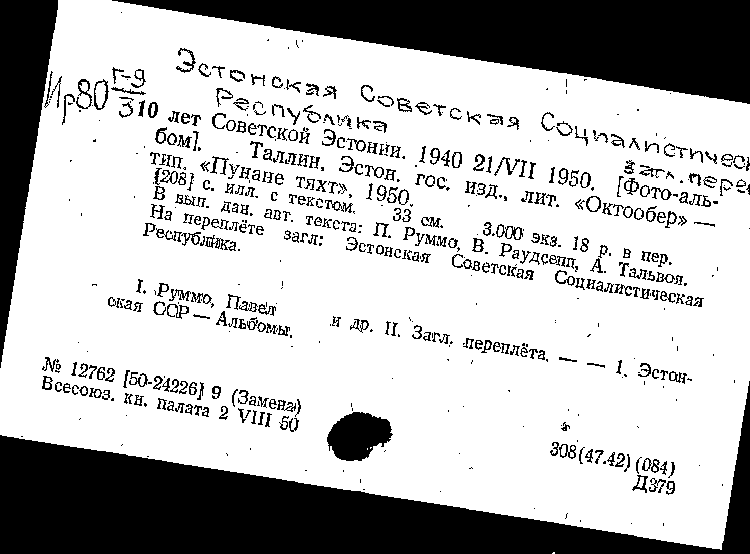 Эстонская Советская Социалистическ
Республика
загл. пере
Ир80 Г-9
3
10 лет Советской Эстонии. 1940 21/VII 1950. [Фото-аль-
бом]. Таллин, Эстон. гос. изд., лит. «Октообер» —
тип. «Пунане тяхт», 1950.
[208] с. илл. с текстом. 33 см. 3.000 экз. 18 р. в пер.
В вып. дан. авт. текста: П. Руммо, В. Раудсепп, А. Тальвоя.
На переплёте загл: Эстонская Советская Социалистическая
Республика.
I. Руммо, Павел и др. II. Загл. переплёта. — — 1. Эстон-
ская ССР — Альбомы.
№ 12762 [50-24226] 9 (Замена)
Всесоюз. кн. палата 2 VIII 50
308(47.42) (084)
Д379